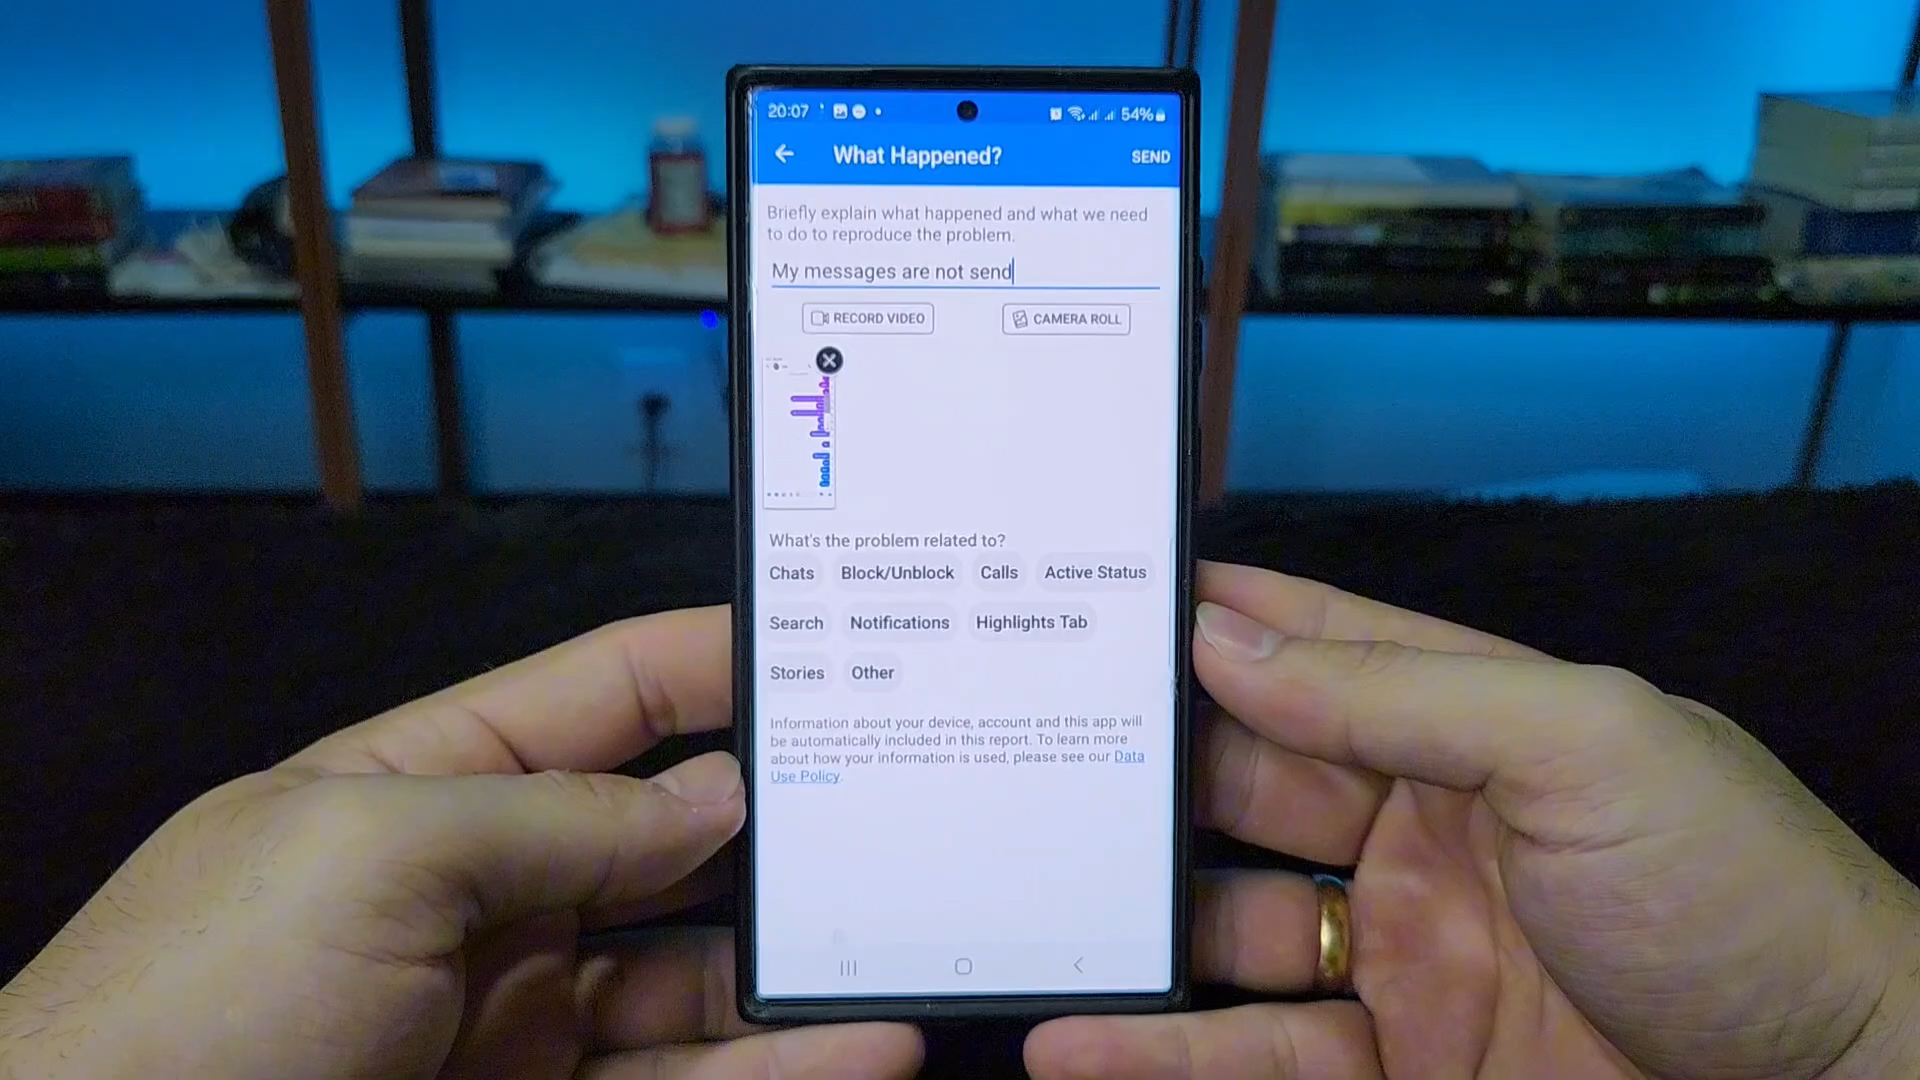 20:07 54%
What Happened? SEND
Briefly explain what happened and what we need
to do to reproduce the problem.
My messages are not send
RECORD VIDEO CAMERA ROLL
What's the problem related to?
Chats Block/Unblock Calls Active Status
Search Notifications Highlights Tab
Stories Other
Information about your device, account and this app will
be automatically included in this report. To learn more
about how your information is used, please see our Data
Use Policy.